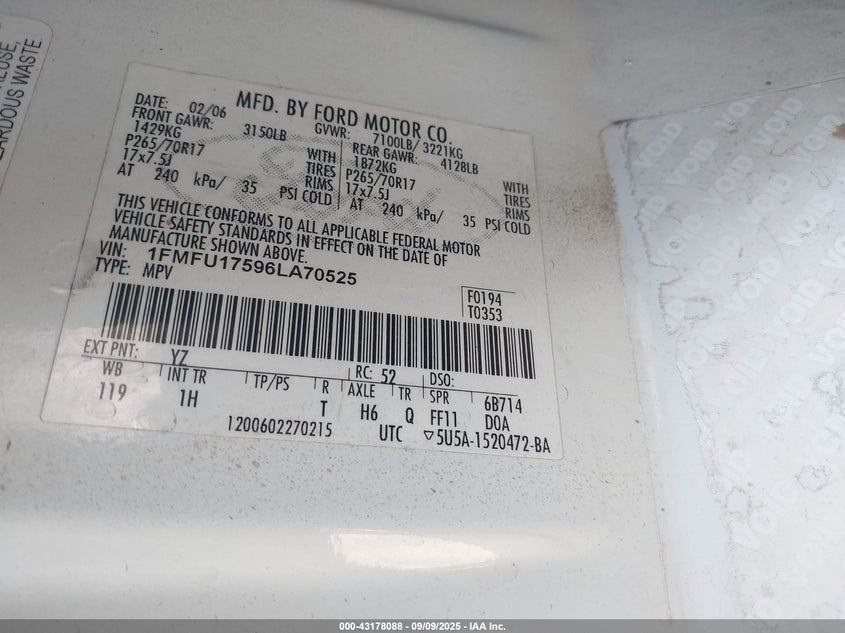 REUSE,
ARDOUS WASTE.
MFD. BY FORD MOTOR CO.
DATE: 02/06
GVWR: 7100LB/ 3221KG
FRONT GAWR: 3150LB
1429KG
WITH
P265/70R17
TIRES
17x7.5J
RIMS
AT 240 kPa/ 35 PSI COLD
REAR GAWR: 4128LB
1872KG
WITH
P265/70R17
TIRES
17x7.5J
RIMS
AT 240 kPa/ 35 PSI COLD
THIS VEHICLE CONFORMS TO ALL APPLICABLE FEDERAL MOTOR
VEHICLE SAFETY STANDARDS IN EFFECT ON THE DATE OF
MANUFACTURE SHOWN ABOVE.
VIN: 1FMFU17596LA70525
TYPE: MPV
F0194
T0353
EXT PNT: YZ
RC: 52
DSO:
WB INT TR TP/PS R AXLE TR SPR 6B714
119 1H T H6 Q FF11 DOA
1200602270215
UTC ▽5U5A-1520472-BA
VOID VOID VOID
000-43178088 - 09/09/2025 - IAA Inc.